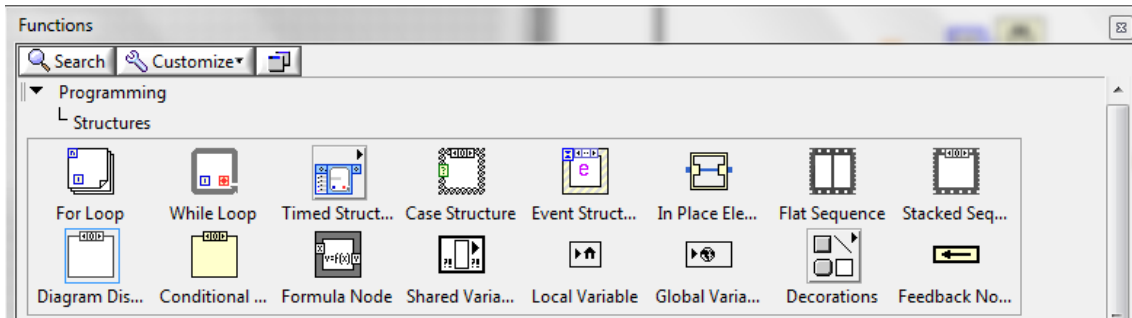 Functions
Search Customize
Programming
Structures
For Loop While Loop Timed Struct... Case Structure Event Struct... In Place Ele... Flat Sequence Stacked Seq...
Diagram Dis... Conditional ... Formula Node Shared Varia... Local Variable Global Varia... Decorations Feedback No...